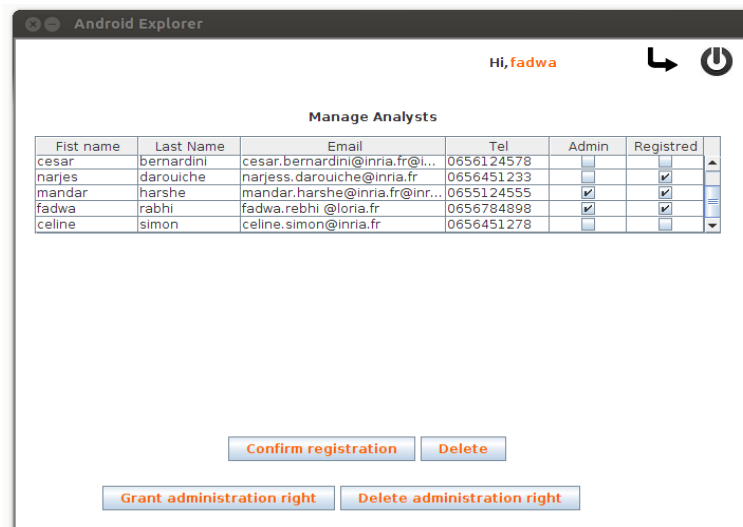 Android Explorer
Hi,fadwa
Manage Analysts
Fist name Last Name Email Tel Admin Registred
cesar bernardini cesar.bernardini@inria.fr@i... 0656124578
narjes darouiche narjess.darouiche@inria.fr 0656451233
mandar harshe mandar.harshe@inria.fr@inr... 0655124555
fadwa rabhi fadwa.rebhi @loria.fr 0656784898
celine simon celine.simon@inria.fr 0656451278
Confirm registration Delete
Grant administration right Delete administration right